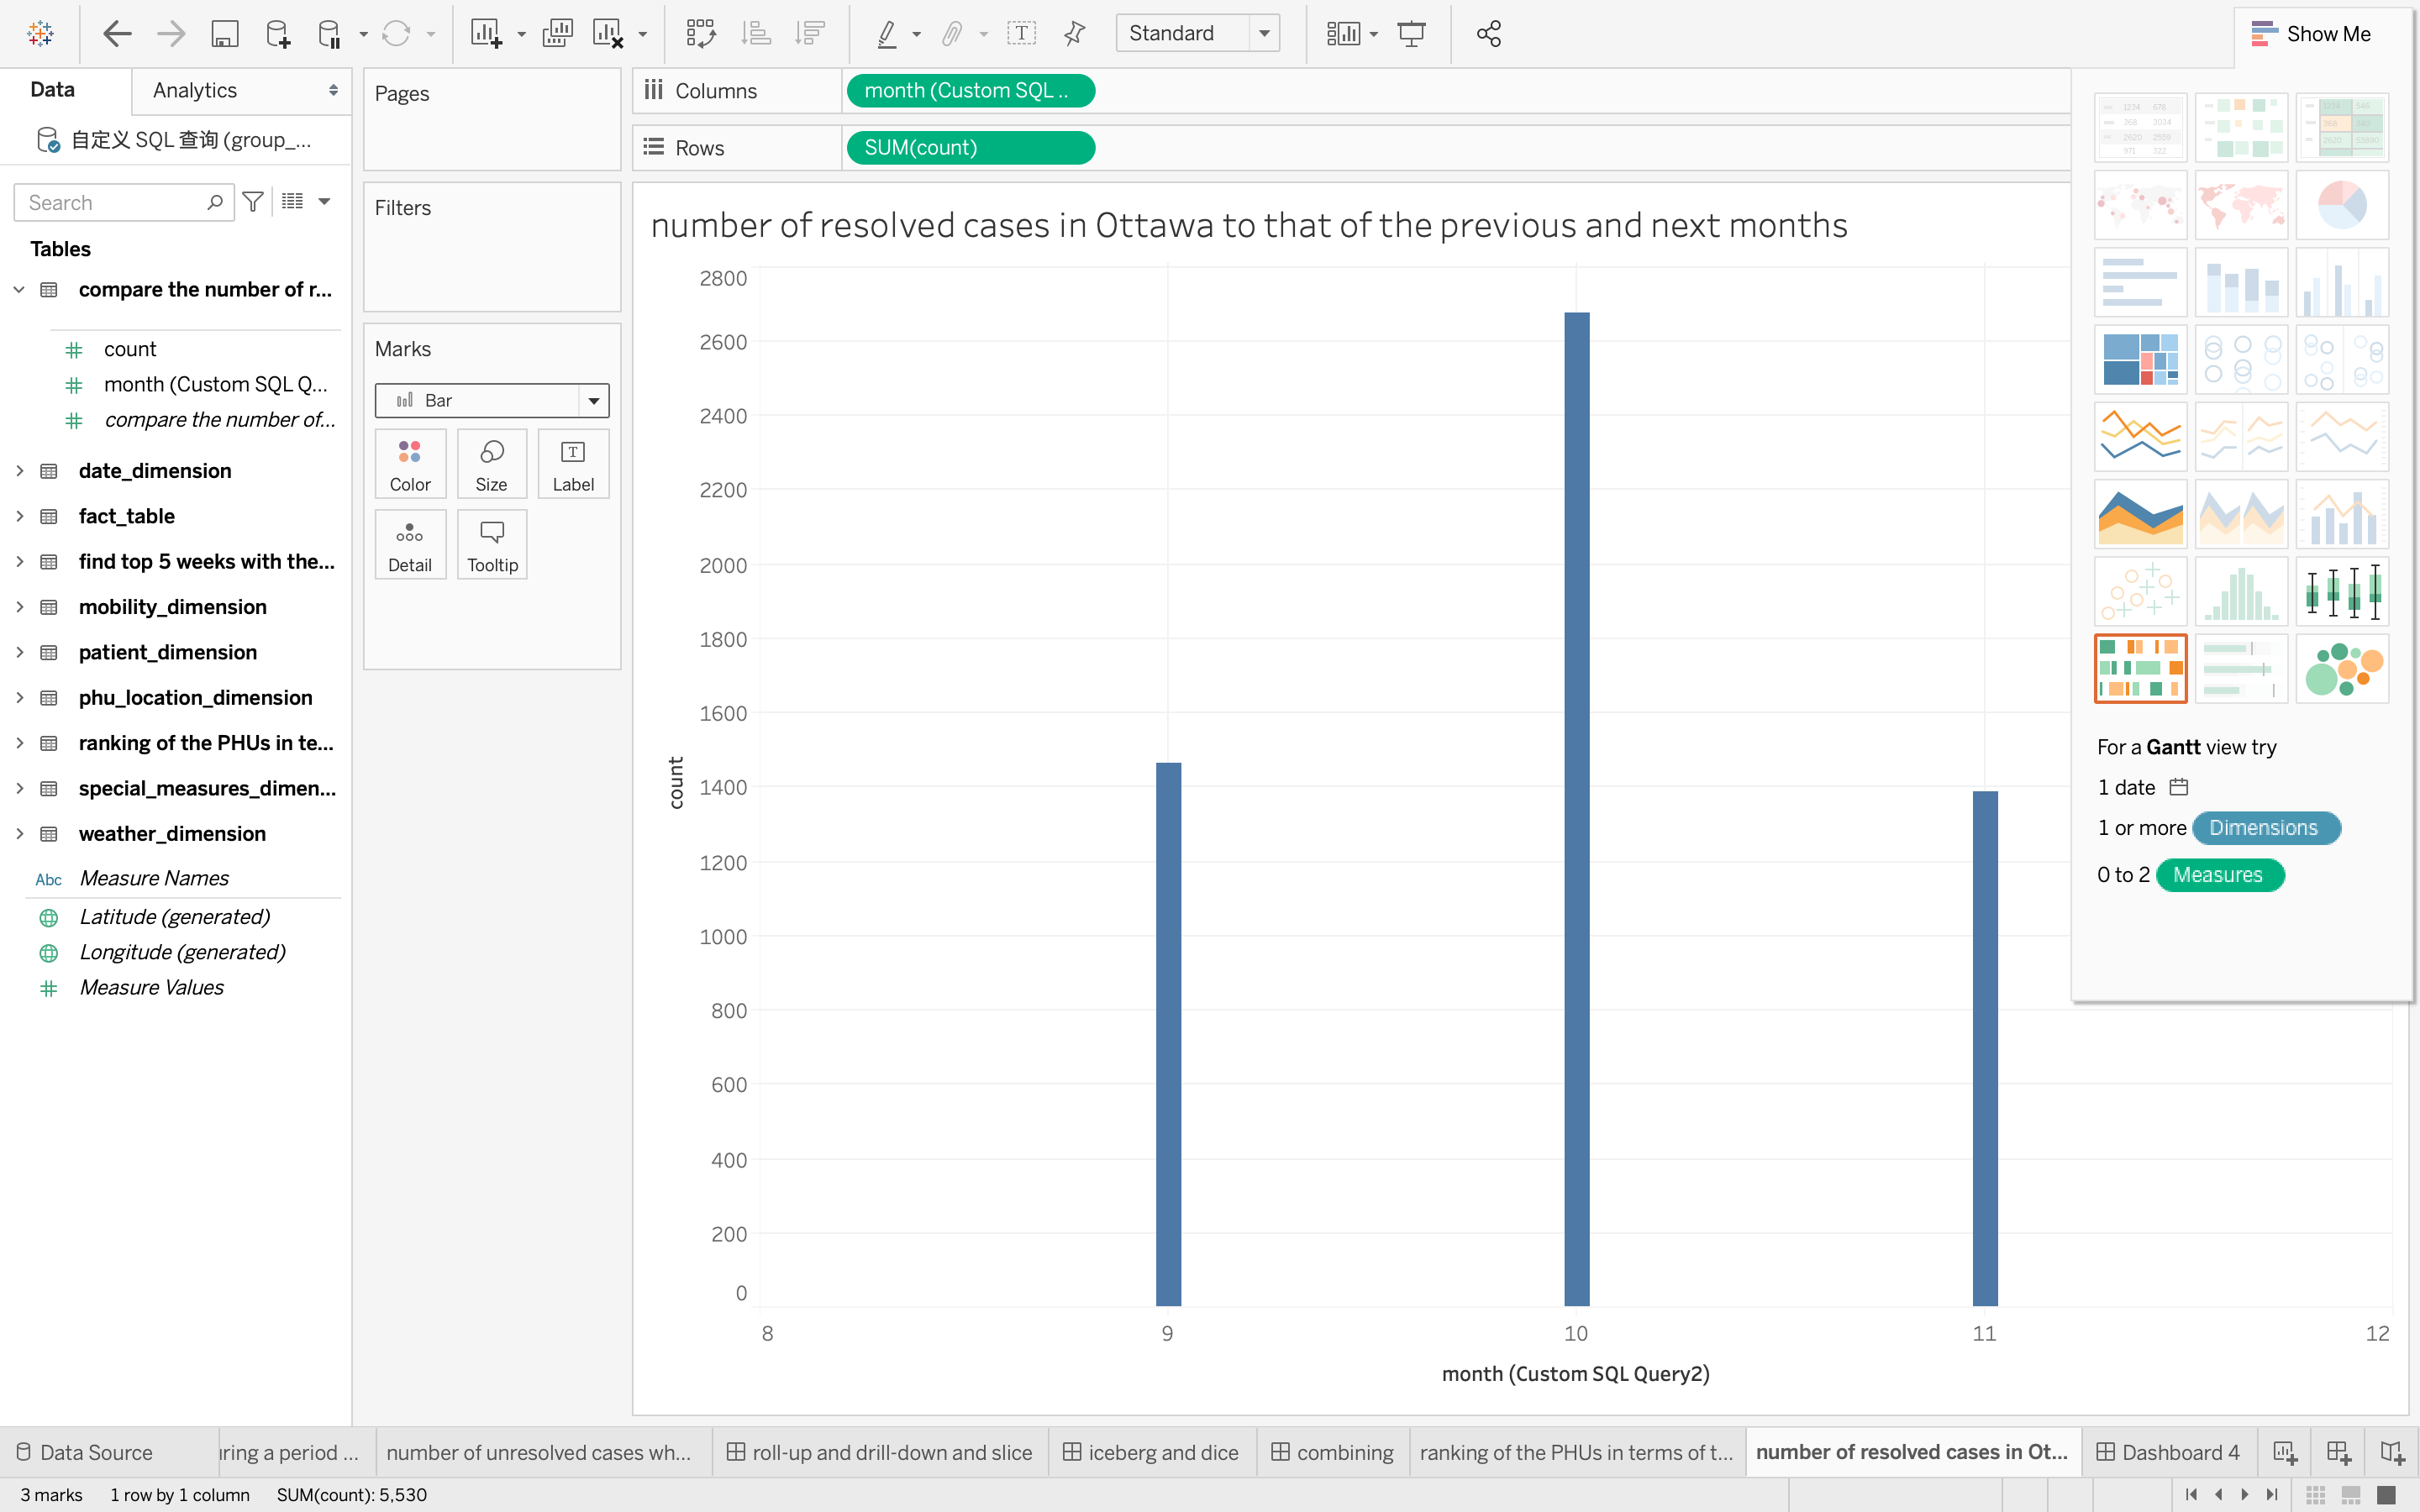 Standard
Show Me
Data
Analytics
自定义 SQL 查询 (group_...
Search
Tables
compare the number of r...
count
month (Custom SQL Q...
compare the number of...
date_dimension
fact_table
find top 5 weeks with the...
mobility_dimension
patient_dimension
phu_location_dimension
ranking of the PHUs in te...
special_measures_dimen...
weather_dimension
Abc Measure Names
Latitude (generated)
Longitude (generated)
Measure Values
Pages
Filters
Marks
Bar
Color
Size
Label
Detail
Tooltip
Columns
month (Custom SQL ..
Rows
SUM(count)
number of resolved cases in Ottawa to that of the previous and next months
count
2800
2600
2400
2200
2000
1800
1600
1400
1200
1000
800
600
400
200
0
8 9 10 11 12
month (Custom SQL Query2)
For a Gantt view try
1 date
1 or more Dimensions
0 to 2 Measures
Data Source
ring a period ...
number of unresolved cases wh...
roll-up and drill-down and slice
iceberg and dice
combining
ranking of the PHUs in terms of t...
number of resolved cases in Ot...
Dashboard 4
3 marks 1 row by 1 column SUM(count): 5,530